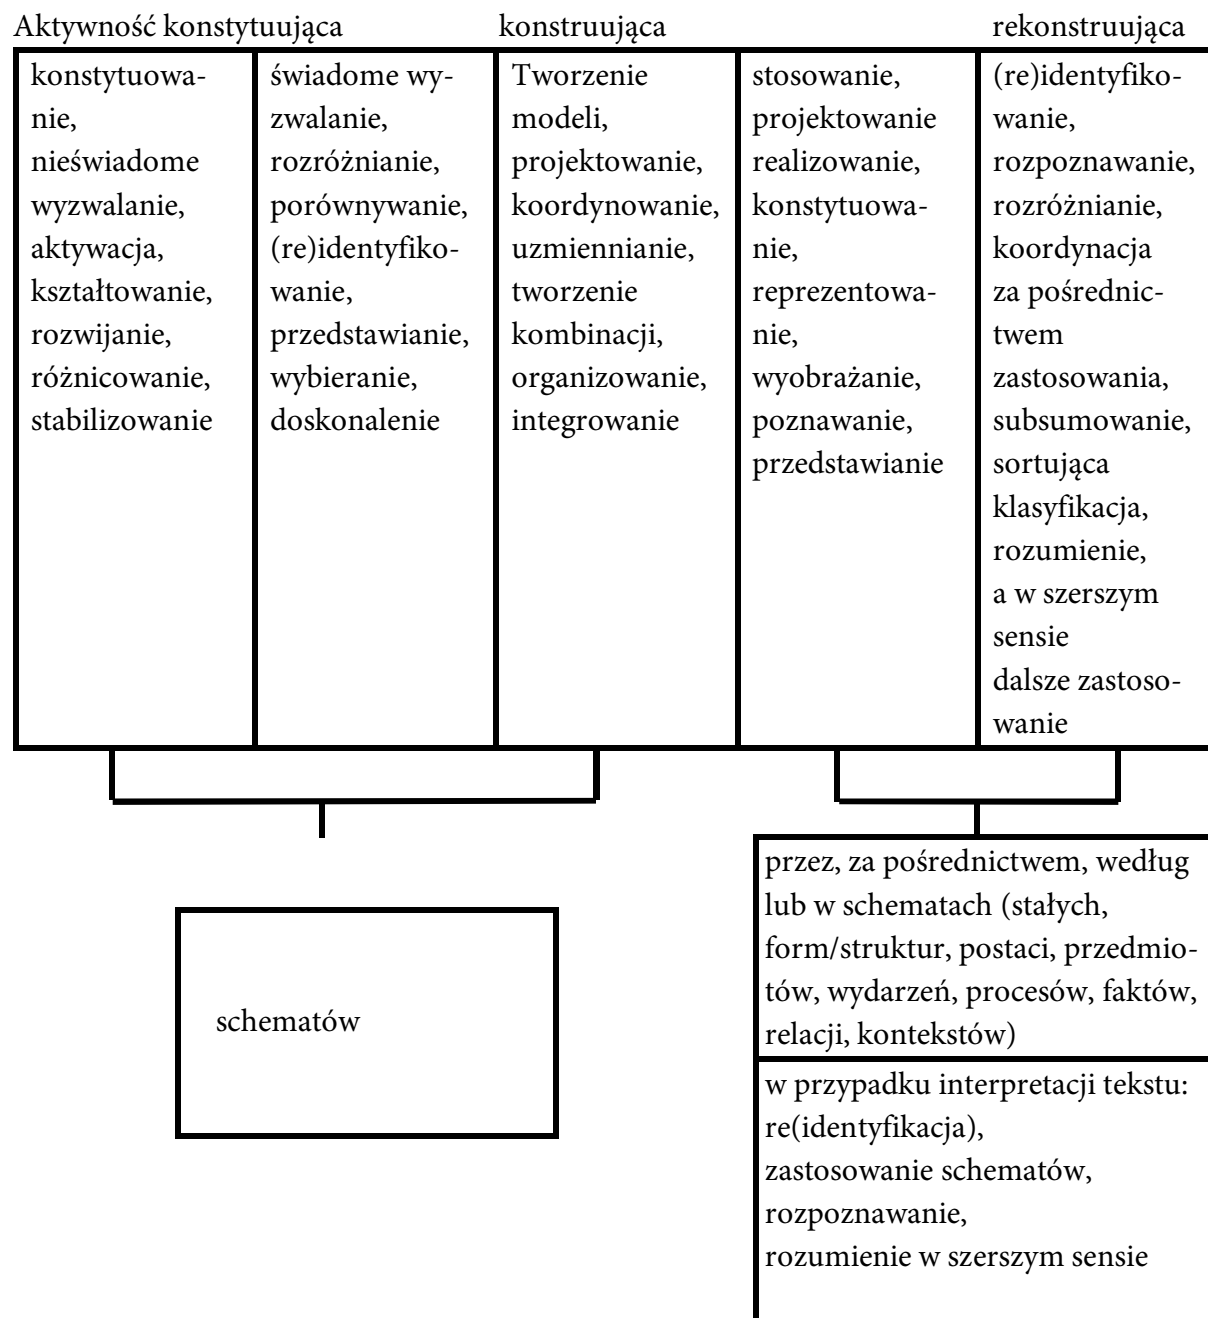 Aktywność konstytuująca
konstruująca
rekonstruująca
konstytuowa-
nie,
nieświadome
wyzwalanie,
aktywacja,
kształtowanie,
rozwijanie,
różnicowanie,
stabilizowanie
świadome wy-
zwalanie,
rozróżnianie,
porównywanie,
(re)identyfiko-
wanie,
przedstawianie,
wybieranie,
doskonalenie
Tworzenie
modeli,
projektowanie,
koordynowanie,
uzmiennianie,
tworzenie
kombinacji,
organizowanie,
integrowanie
stosowanie,
projektowanie
realizowanie,
konstytuowa-
nie,
reprezentowa-
nie,
wyobrażanie,
poznawanie,
przedstawianie
(re)identyfiko-
wanie,
rozpoznawanie,
rozróżnianie,
koordynacja
za pośrednic-
twem
zastosowania,
subsumowanie,
sortująca
klasyfikacja,
rozumienie,
a w szerszym
sensie
dalsze zastoso-
wanie
schematów
przez, za pośrednictwem, według
lub w schematach (stałych,
form/struktur, postaci, przedmio-
tów, wydarzeń, procesów, faktów,
relacji, kontekstów)
w przypadku interpretacji tekstu:
re(identyfikacja),
zastosowanie schematów,
rozpoznawanie,
rozumienie w szerszym sensie